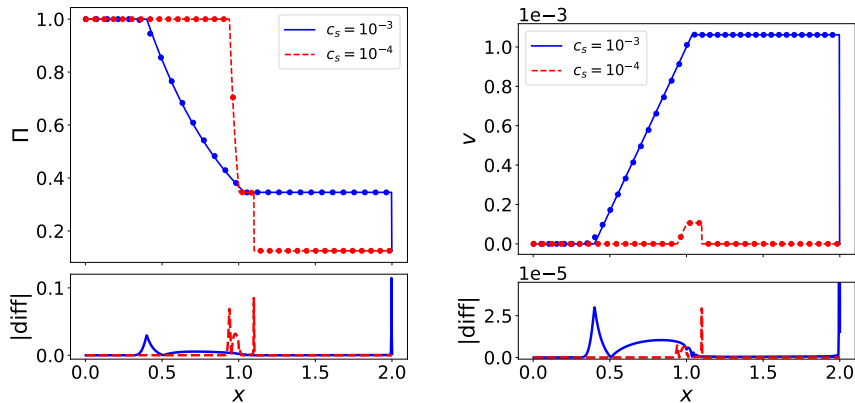 1.0
0.8
0.6
0.4
0.2
Π
c_s = 10^{-3}
c_s = 10^{-4}
0.1
0.0
|diff|
0.0 0.5 1.0 1.5 2.0
x
1e−3
1.0
0.8
0.6
0.4
0.2
0.0
v
c_s = 10^{-3}
c_s = 10^{-4}
1e−5
2.5
0.0
|diff|
0.0 0.5 1.0 1.5 2.0
x